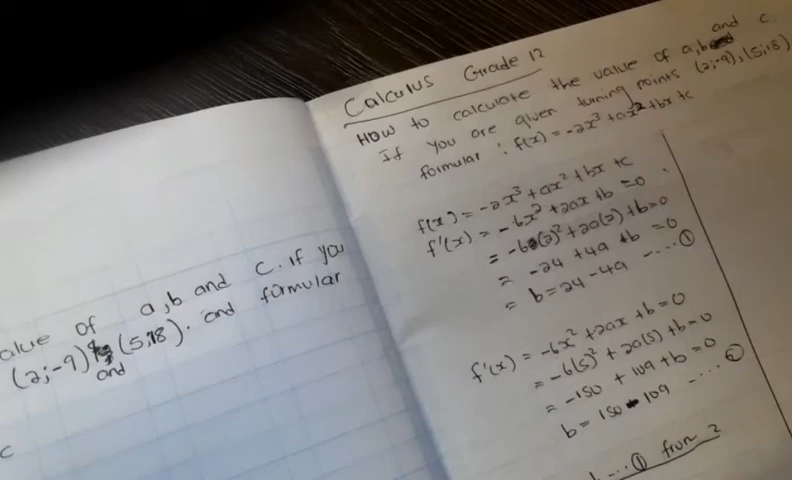 alue of a,b and c. If you
(2;-9) (5;18). and formular
and
c
Calculus Grade 12
How to calculate the value of a,b and c.
If you are given turning points (2;-9), (5;18)
formular : f(x) = -2x³ + ax² + bx + c
f(x) = -2x³ + ax² + bx + c
f'(x) = -6x² + 2ax + b = 0
= -6(2)² + 2a(2) + b = 0
= -24 + 4a + b = 0
= b = 24 - 4a ---- ①
f'(x) = -6x² + 2ax + b = 0
= -6(5)² + 2a(5) + b = 0
= -150 + 10a + b = 0
b = 150 - 10a ---- ②
--- ① from 2